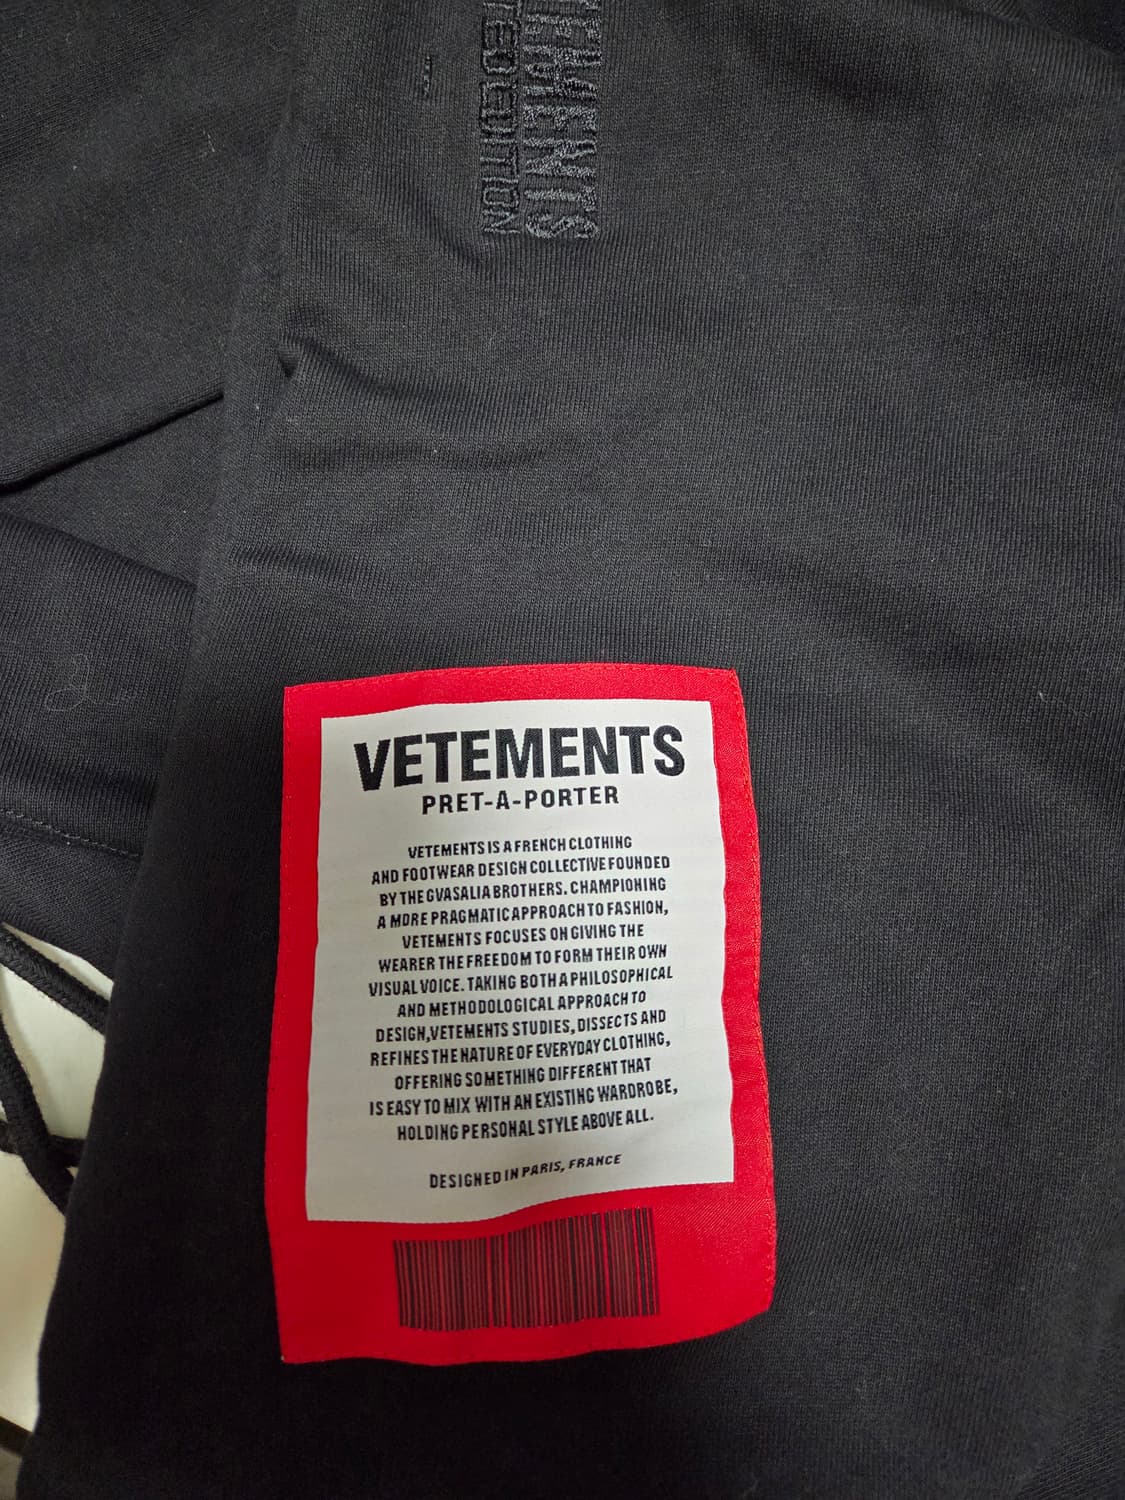 VETEMENTS
PRET-A-PORTER
VETEMENTS IS A FRENCH CLOTHING
AND FOOTWEAR DESIGN COLLECTIVE FOUNDED
BY THE GVASALIA BROTHERS. CHAMPIONING
A MORE PRAGMATIC APPROACH TO FASHION,
VETEMENTS FOCUSES ON GIVING THE
WEARER THE FREEDOM TO FORM THEIR OWN
VISUAL VOICE. TAKING BOTH A PHILOSOPHICAL
AND METHODOLOGICAL APPROACH TO
DESIGN,VETEMENTS STUDIES, DISSECTS AND
REFINES THE NATURE OF EVERYDAY CLOTHING,
OFFERING SOMETHING DIFFERENT THAT
IS EASY TO MIX WITH AN EXISTING WARDROBE,
HOLDING PERSONAL STYLE ABOVE ALL.
DESIGNED IN PARIS, FRANCE
EDITION